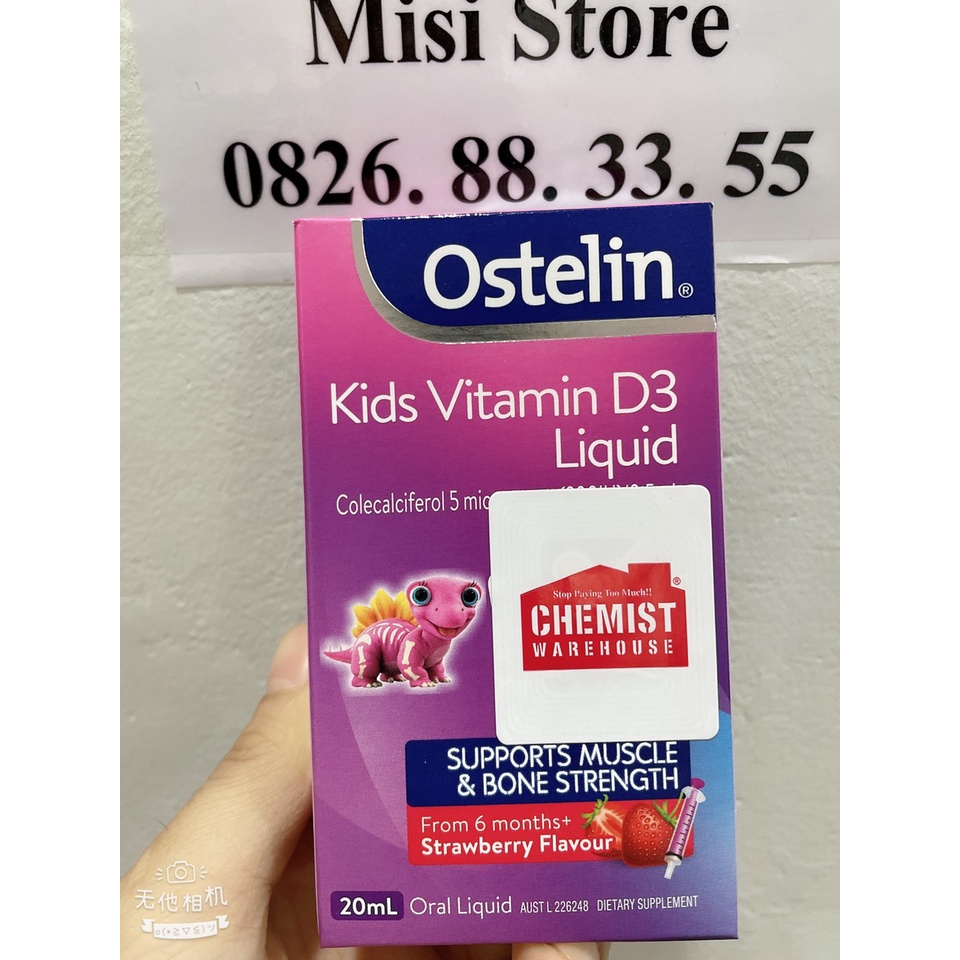 Misi Store
0826. 88. 33. 55
Ostelin®
Kids Vitamin D3
Liquid
Colecalciferol 5
Stop Paying Too Much!!
CHEMIST
®
WAREHOUSE
SUPPORTS MUSCLE
& BONE STRENGTH
From 6 months+
Strawberry Flavour
20mL Oral Liquid AUST L 226248 DIETARY SUPPLEMENT
无他相机